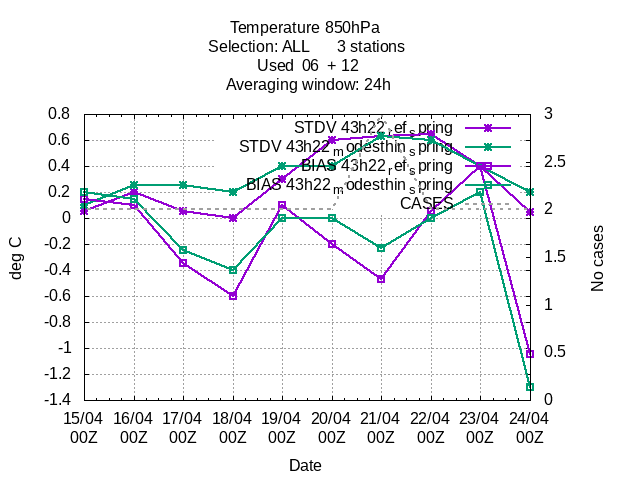 Temperature 850hPa
Selection: ALL 3 stations
Used 06 + 12
Averaging window: 24h
0.8
0.6
0.4
0.2
0
-0.2
-0.4
-0.6
-0.8
-1
-1.2
-1.4
deg C
STDV 43h22_ref_spring
STDV 43h22_modesthin_spring
BIAS 43h22_ref_spring
BIAS 43h22_modesthin_spring
CASES
3
2.5
2
1.5
1
0.5
0
No cases
15/04 16/04 17/04 18/04 19/04 20/04 21/04 22/04 23/04 24/04
00Z 00Z 00Z 00Z 00Z 00Z 00Z 00Z 00Z 00Z
Date